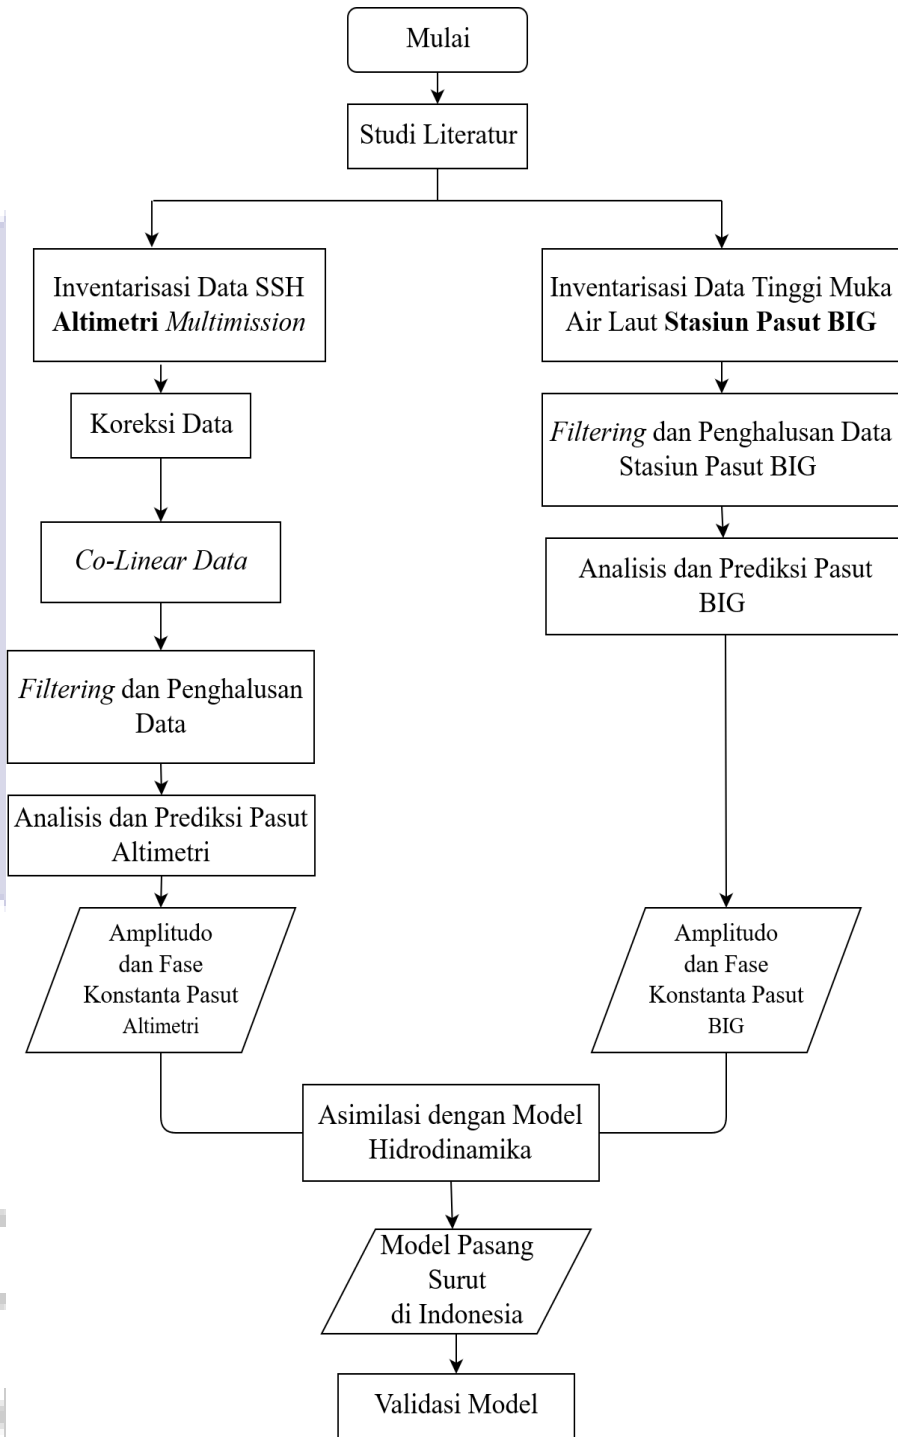 Mulai
Studi Literatur
Inventarisasi Data SSH
Altimetri Multimission
Koreksi Data
Co-Linear Data
Filtering dan Penghalusan
Data
Analisis dan Prediksi Pasut
Altimetri
Amplitudo
dan Fase
Konstanta Pasut
Altimetri
Inventarisasi Data Tinggi Muka
Air Laut Stasiun Pasut BIG
Filtering dan Penghalusan Data
Stasiun Pasut BIG
Analisis dan Prediksi Pasut
BIG
Amplitudo
dan Fase
Konstanta Pasut
BIG
Asimilasi dengan Model
Hidrodinamika
Model Pasang
Surut
di Indonesia
Validasi Model